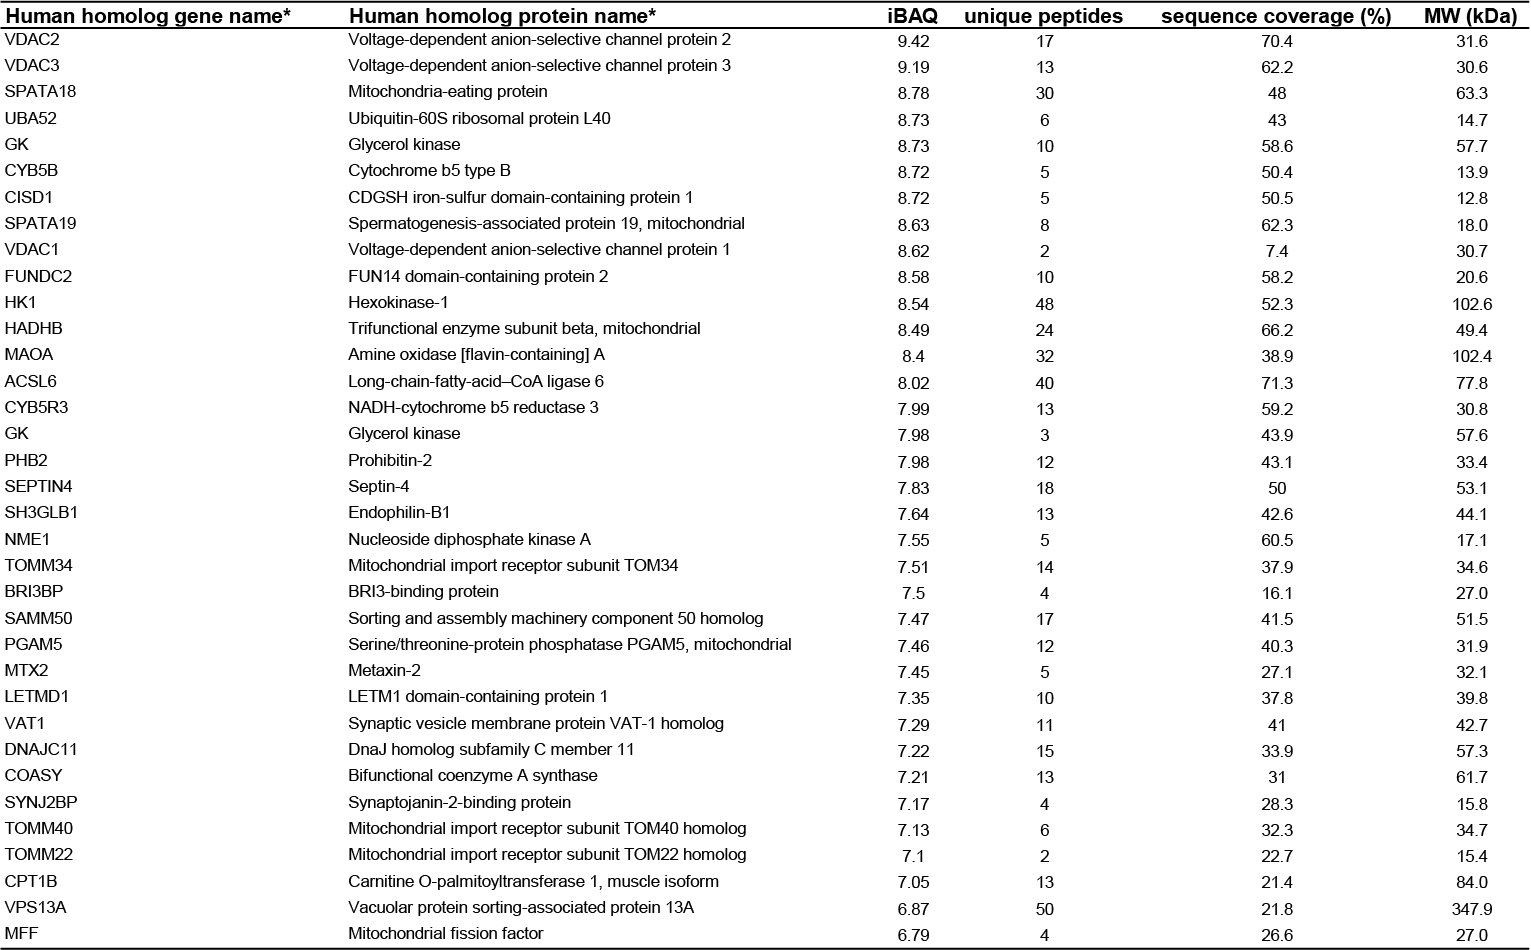 Human homolog gene name* Human homolog protein name* iBAQ unique peptides sequence coverage (%) MW (kDa)
VDAC2 Voltage-dependent anion-selective channel protein 2 9.42 17 70.4 31.6
VDAC3 Voltage-dependent anion-selective channel protein 3 9.19 13 62.2 30.6
SPATA18 Mitochondria-eating protein 8.78 30 48 63.3
UBA52 Ubiquitin-60S ribosomal protein L40 8.73 6 43 14.7
GK Glycerol kinase 8.73 10 58.6 57.7
CYB5B Cytochrome b5 type B 8.72 5 50.4 13.9
CISD1 CDGSH iron-sulfur domain-containing protein 1 8.72 5 50.5 12.8
SPATA19 Spermatogenesis-associated protein 19, mitochondrial 8.63 8 62.3 18.0
VDAC1 Voltage-dependent anion-selective channel protein 1 8.62 2 7.4 30.7
FUNDC2 FUN14 domain-containing protein 2 8.58 10 58.2 20.6
HK1 Hexokinase-1 8.54 48 52.3 102.6
HADHB Trifunctional enzyme subunit beta, mitochondrial 8.49 24 66.2 49.4
MAOA Amine oxidase [flavin-containing] A 8.4 32 38.9 102.4
ACSL6 Long-chain-fatty-acid–CoA ligase 6 8.02 40 71.3 77.8
CYB5R3 NADH-cytochrome b5 reductase 3 7.99 13 59.2 30.8
GK Glycerol kinase 7.98 3 43.9 57.6
PHB2 Prohibitin-2 7.98 12 43.1 33.4
SEPTIN4 Septin-4 7.83 18 50 53.1
SH3GLB1 Endophilin-B1 7.64 13 42.6 44.1
NME1 Nucleoside diphosphate kinase A 7.55 5 60.5 17.1
TOMM34 Mitochondrial import receptor subunit TOM34 7.51 14 37.9 34.6
BRI3BP BRI3-binding protein 7.5 4 16.1 27.0
SAMM50 Sorting and assembly machinery component 50 homolog 7.47 17 41.5 51.5
PGAM5 Serine/threonine-protein phosphatase PGAM5, mitochondrial 7.46 12 40.3 31.9
MTX2 Metaxin-2 7.45 5 27.1 32.1
LETMD1 LETM1 domain-containing protein 1 7.35 10 37.8 39.8
VAT1 Synaptic vesicle membrane protein VAT-1 homolog 7.29 11 41 42.7
DNAJC11 DnaJ homolog subfamily C member 11 7.22 15 33.9 57.3
COASY Bifunctional coenzyme A synthase 7.21 13 31 61.7
SYNJ2BP Synaptojanin-2-binding protein 7.17 4 28.3 15.8
TOMM40 Mitochondrial import receptor subunit TOM40 homolog 7.13 6 32.3 34.7
TOMM22 Mitochondrial import receptor subunit TOM22 homolog 7.1 2 22.7 15.4
CPT1B Carnitine O-palmitoyltransferase 1, muscle isoform 7.05 13 21.4 84.0
VPS13A Vacuolar protein sorting-associated protein 13A 6.87 50 21.8 347.9
MFF Mitochondrial fission factor 6.79 4 26.6 27.0